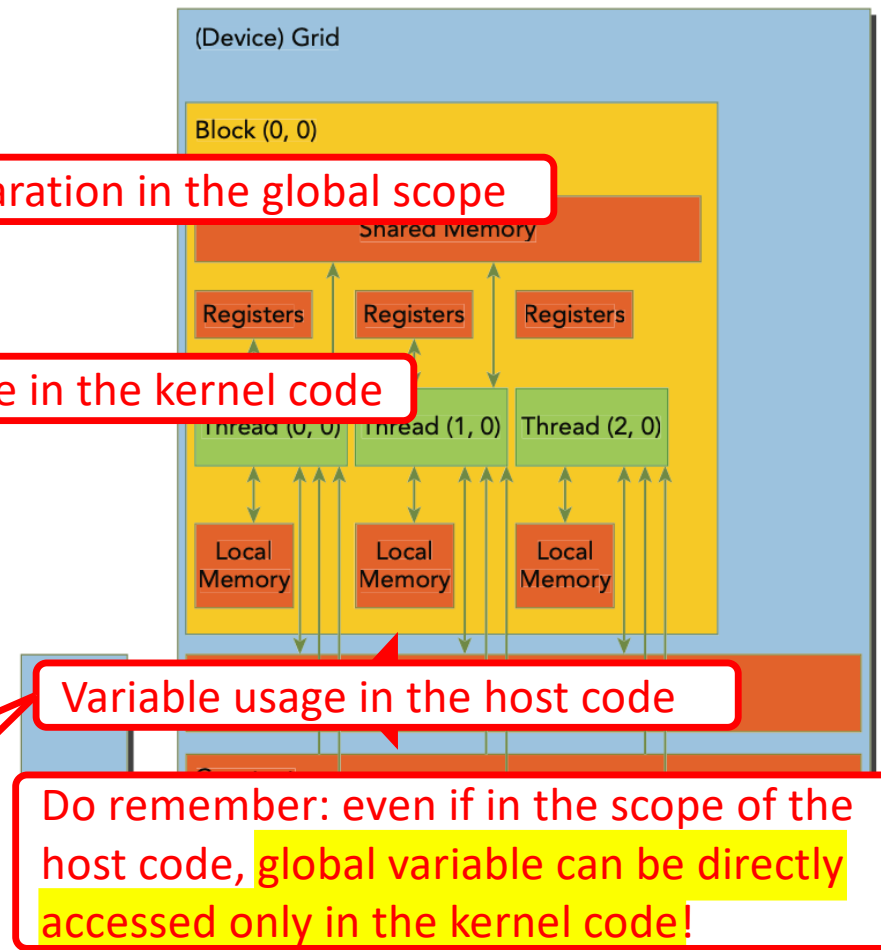 (Device) Grid
Block (0, 0)
aration in the global scope
Shared Memory
Registers Registers Registers
e in the kernel code
Thread (0, 0) Thread (1, 0) Thread (2, 0)
Local Local Local
Memory Memory Memory
Variable usage in the host code
Do remember: even if in the scope of the
host code, global variable can be directly
accessed only in the kernel code!